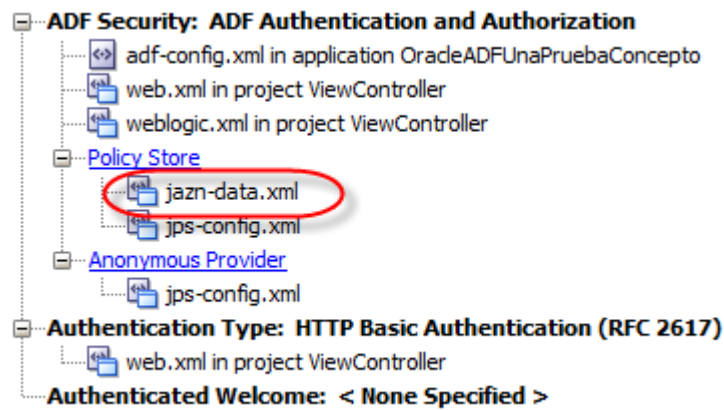 ADF Security: ADF Authentication and Authorization
adf-config.xml in application OracleADFUnaPruebaConcepto
web.xml in project ViewController
weblogic.xml in project ViewController
Policy Store
jazn-data.xml
jps-config.xml
Anonymous Provider
jps-config.xml
Authentication Type: HTTP Basic Authentication (RFC 2617)
web.xml in project ViewController
Authenticated Welcome: < None Specified >